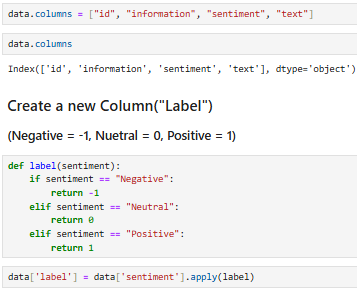 data.columns = ["id", "information", "sentiment", "text"]
data.columns
Index(['id', 'information', 'sentiment', 'text'], dtype='object')
Create a new Column("Label")
(Negative = -1, Nuetral = 0, Positive = 1)
def label(sentiment):
    if sentiment == "Negative":
        return -1
    elif sentiment == "Neutral":
        return 0
    elif sentiment == "Positive":
        return 1
data['label'] = data['sentiment'].apply(label)